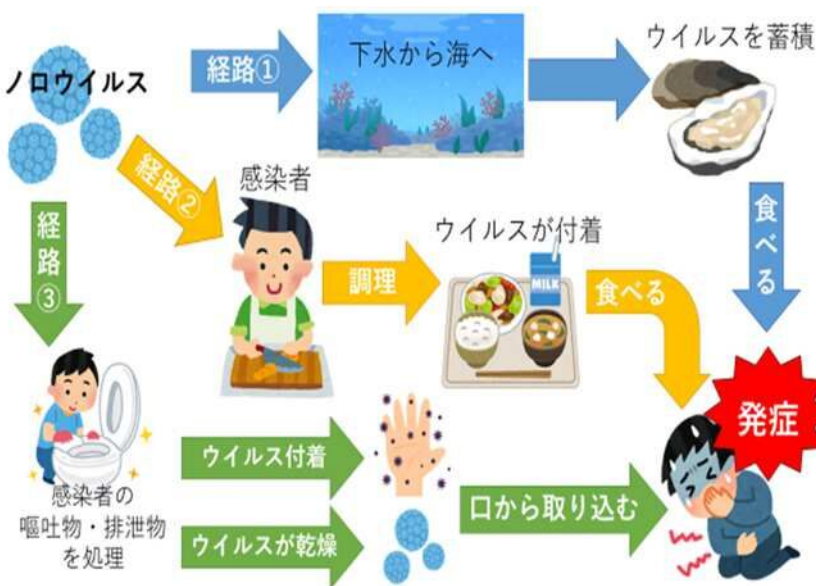 ノロウイルス
経路①
下水から海へ
ウイルスを蓄積
食べる
経路②
感染者
調理
ウイルスが付着
MILK
食べる
経路③
感染者の
嘔吐物・排泄物
を処理
ウイルス付着
ウイルスが乾燥
口から取り込む
発症